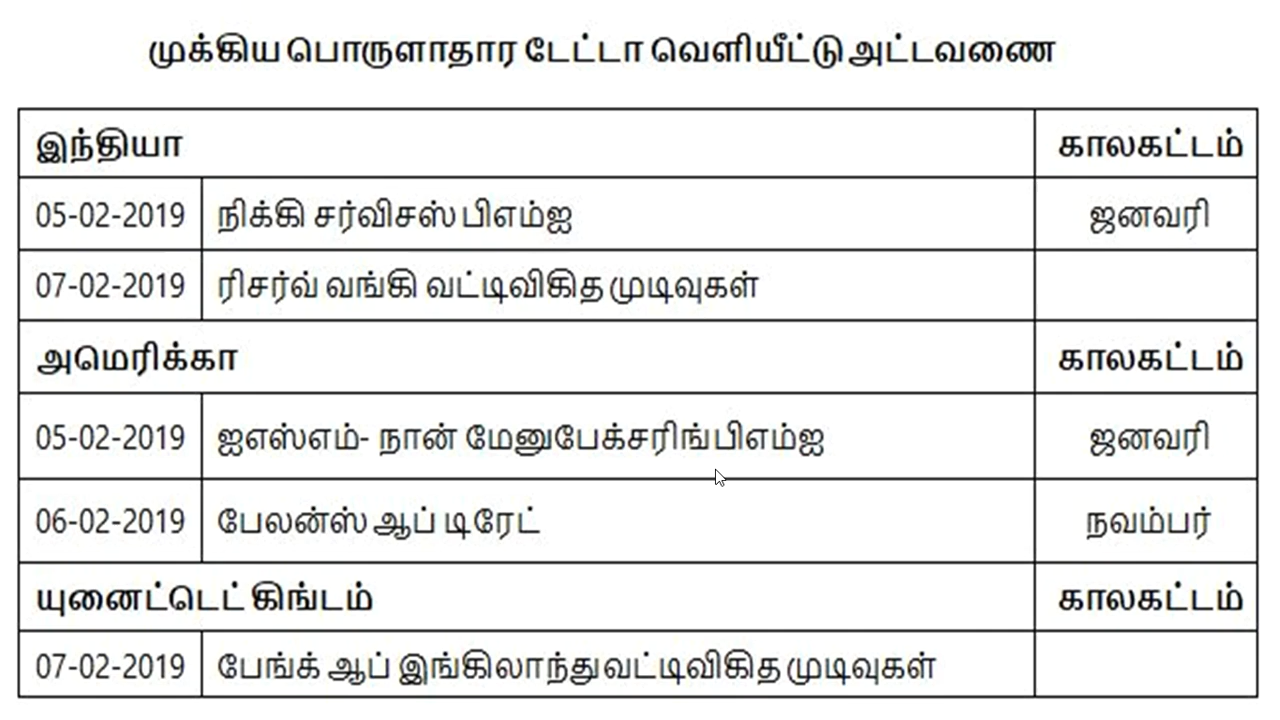 முக்கிய பொருளாதார டேட்டா வெளியீட்டு அட்டவணை
இந்தியா காலகட்டம்
05-02-2019 நிக்கி சர்விசஸ் பிஎம்ஐ ஜனவரி
07-02-2019 ரிசர்வ் வங்கி வட்டிவிகித முடிவுகள்
அமெரிக்கா காலகட்டம்
05-02-2019 ஐஎஸ்எம்- நான் மேனுபேக்சரிங் பிஎம்ஐ ஜனவரி
06-02-2019 பேலன்ஸ் ஆப் டிரேட் நவம்பர்
யுனைட்டெட் கிங்டம் காலகட்டம்
07-02-2019 பேங்க் ஆப் இங்கிலாந்து வட்டிவிகித முடிவுகள்